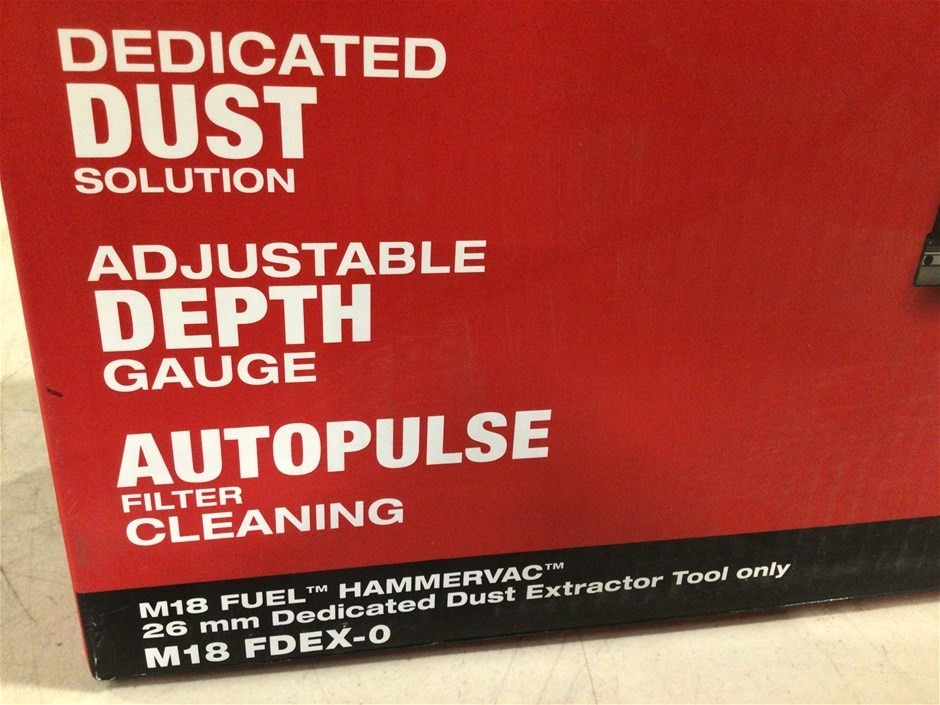 DEDICATED
DUST
SOLUTION
ADJUSTABLE
DEPTH
GAUGE
AUTOPULSE
FILTER
CLEANING
M18 FUEL™ HAMMERVAC™
26 mm Dedicated Dust Extractor Tool only
M18 FDEX-0